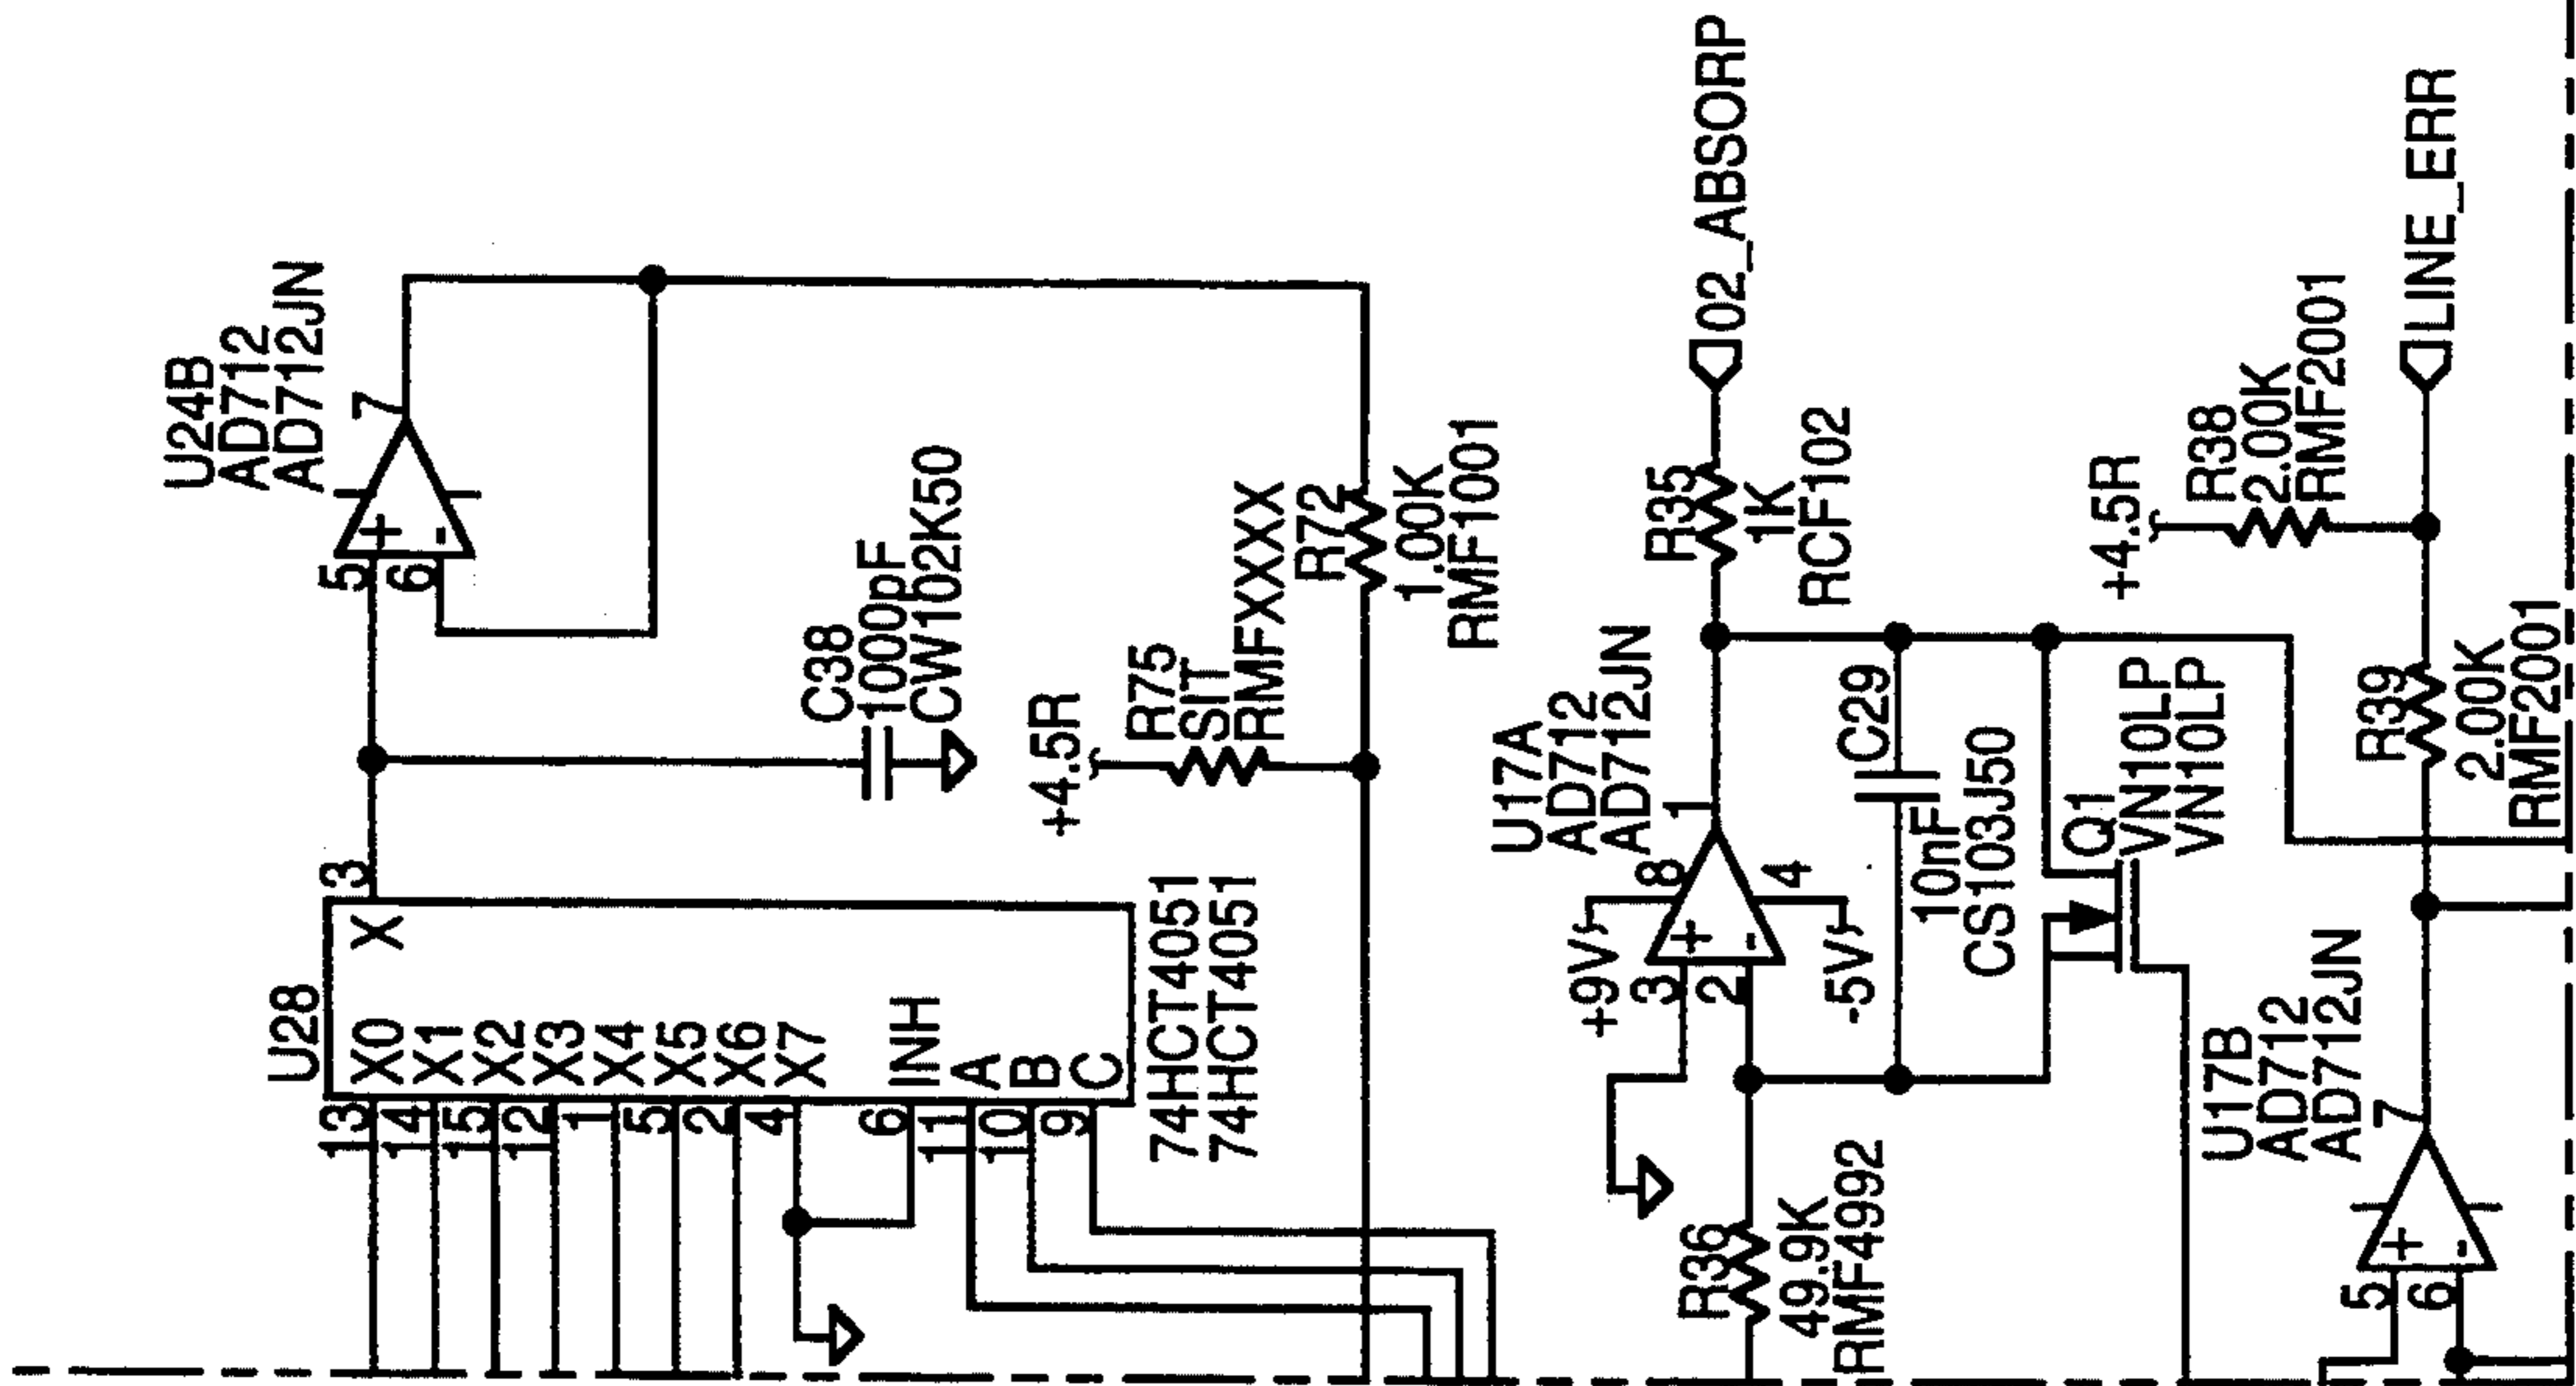 U24B
AD712
AD712JN
7
+
-
5
6
C38
1000pF
CW102K50
+4.5R
R75
SIT
RMFXXXX
R72
1.00K
RMF1001
U28
X
3
X0
X1
X2
X3
X4
X5
X6
X7
INH
A
B
C
13
14
15
12
1
5
2
4
6
11
10
9
74HCT4051
74HCT4051
02_ABSORP
R35
1K
RCF102
U17A
AD712
AD712JN
1
8
4
+9V
-5V
+
-
3
2
C29
10nF
CS103J50
Q1
VN10LP
VN10LP
R36
49.9K
RMF4992
LINE_ERR
+4.5R
R38
2.00K
RMF2001
R39
2.00K
RMF2001
U17B
AD712
AD712JN
7
+
-
5
6